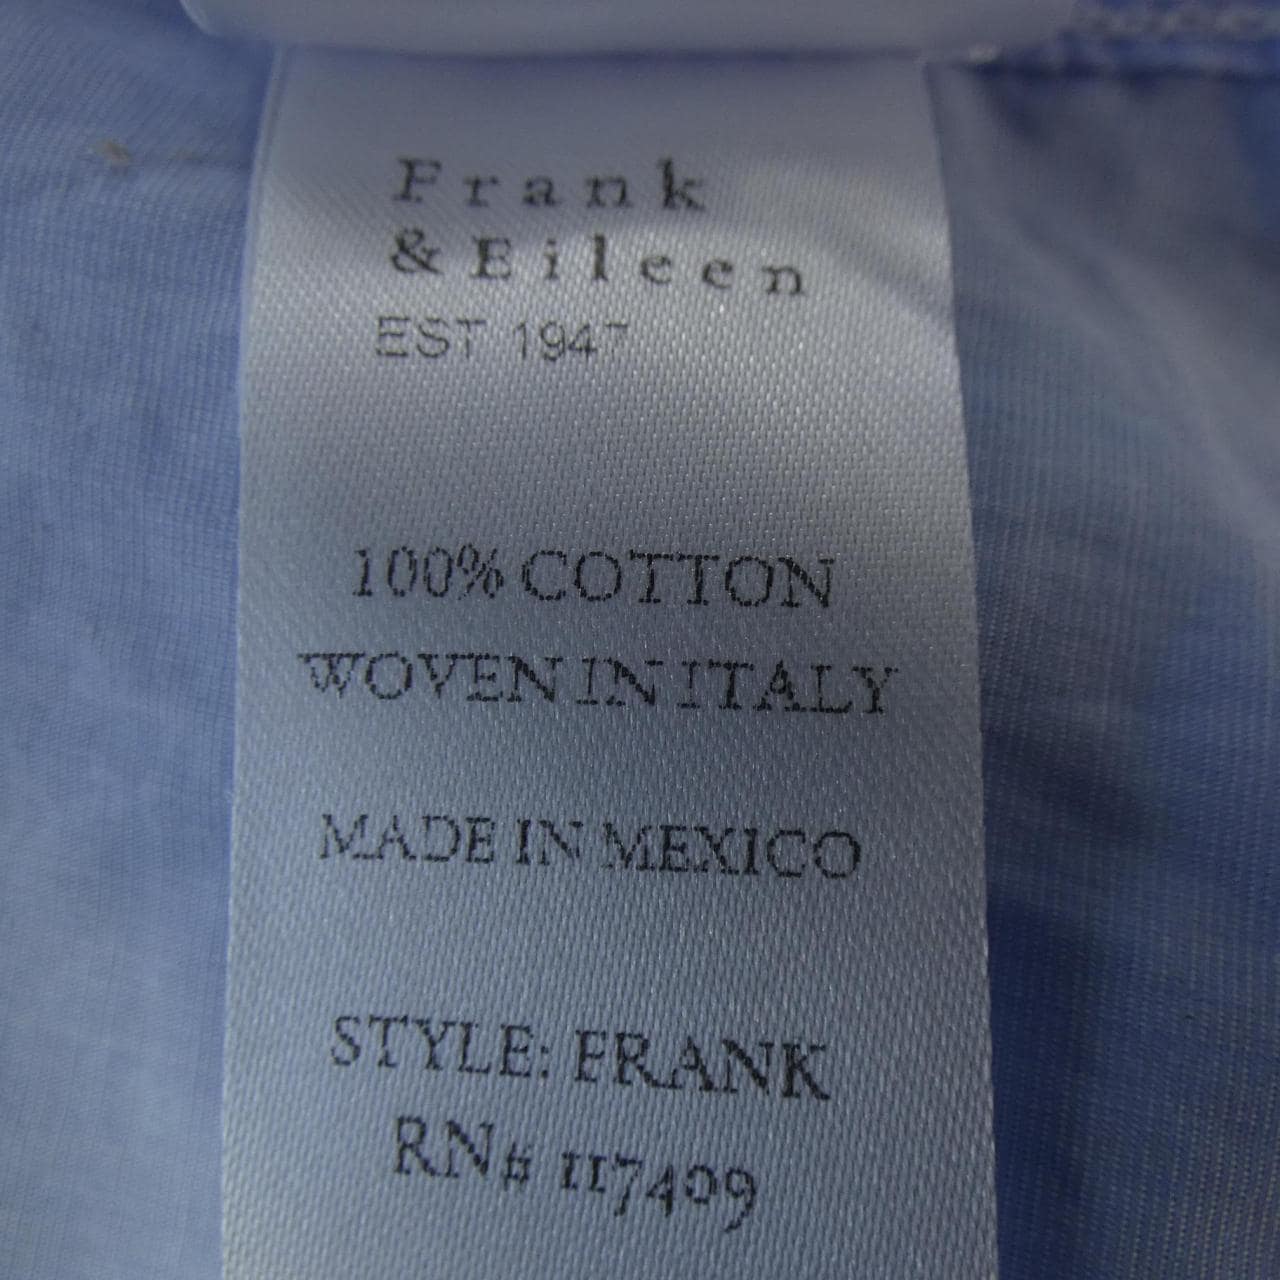 Frank
& Eileen
EST 1947
100% COTTON
WOVEN IN ITALY
MADE IN MEXICO
STYLE: FRANK
RN# 117409